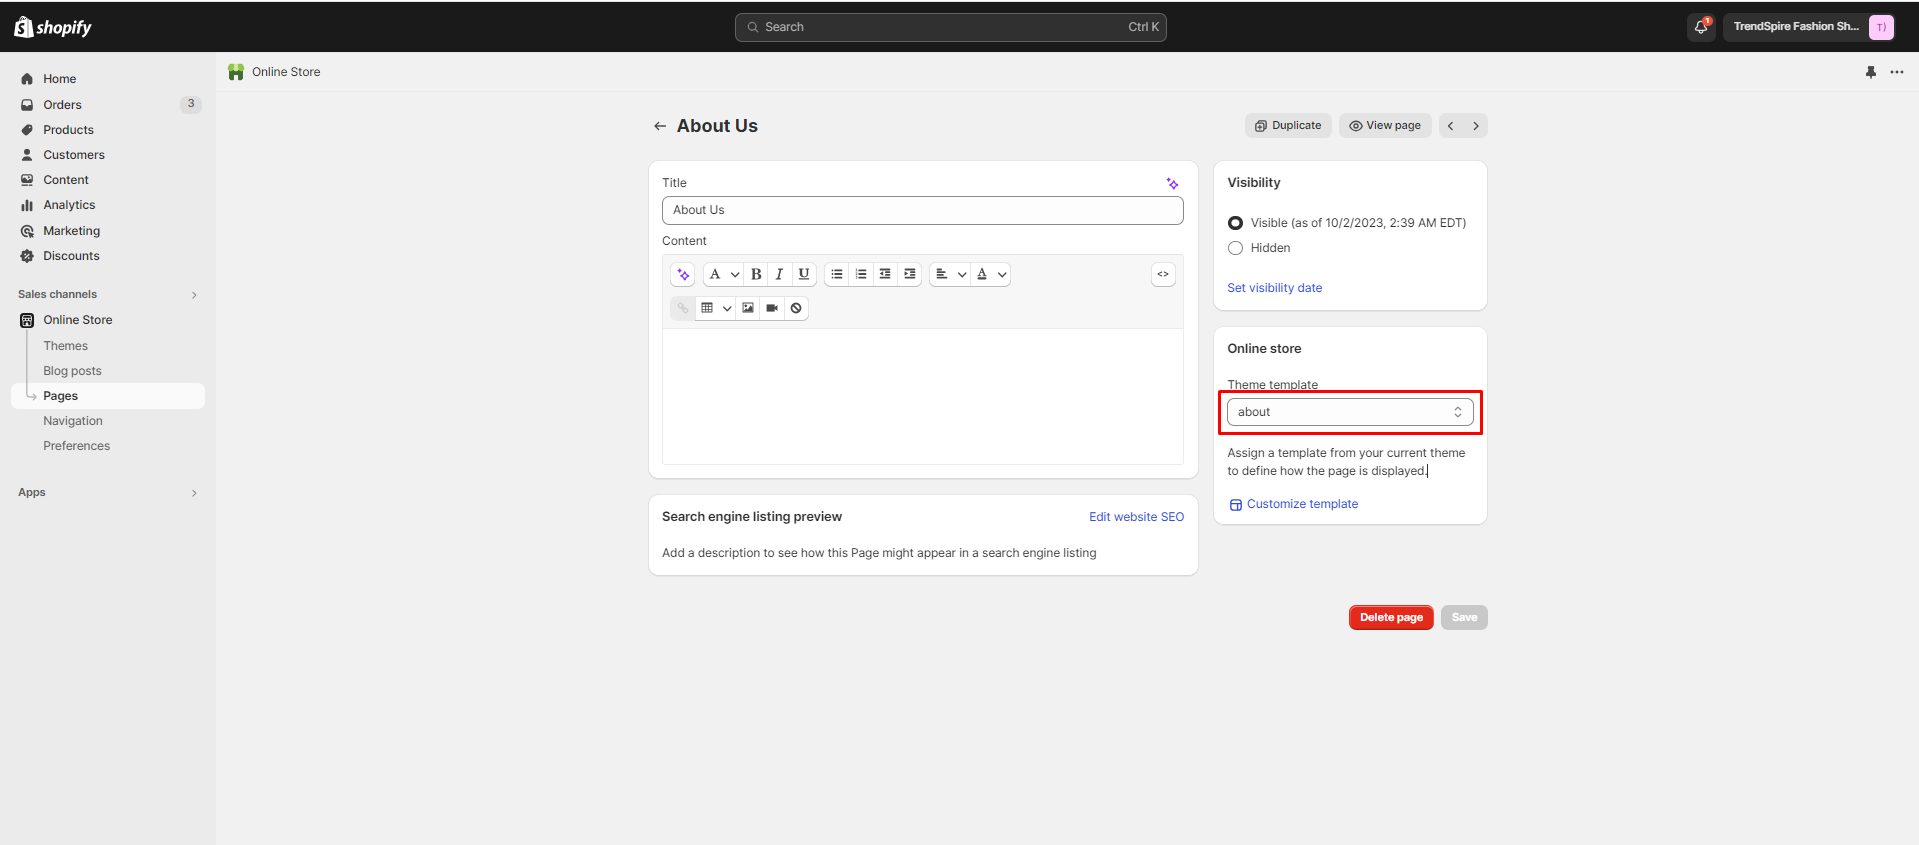 shopify
Search Ctrl K
1
TrendSpire Fashion Sh... T)
Home
Orders 3
Products
Customers
Content
Analytics
Marketing
Discounts
Sales channels
Online Store
Themes
Blog posts
Pages
Navigation
Preferences
Apps
Online Store
About Us
Duplicate
View page
Title
About Us
Content
A B I U A <>
Search engine listing preview
Edit website SEO
Add a description to see how this Page might appear in a search engine listing
Visibility
Visible (as of 10/2/2023, 2:39 AM EDT)
Hidden
Set visibility date
Online store
Theme template
about
Assign a template from your current theme
to define how the page is displayed.
Customize template
Delete page
Save